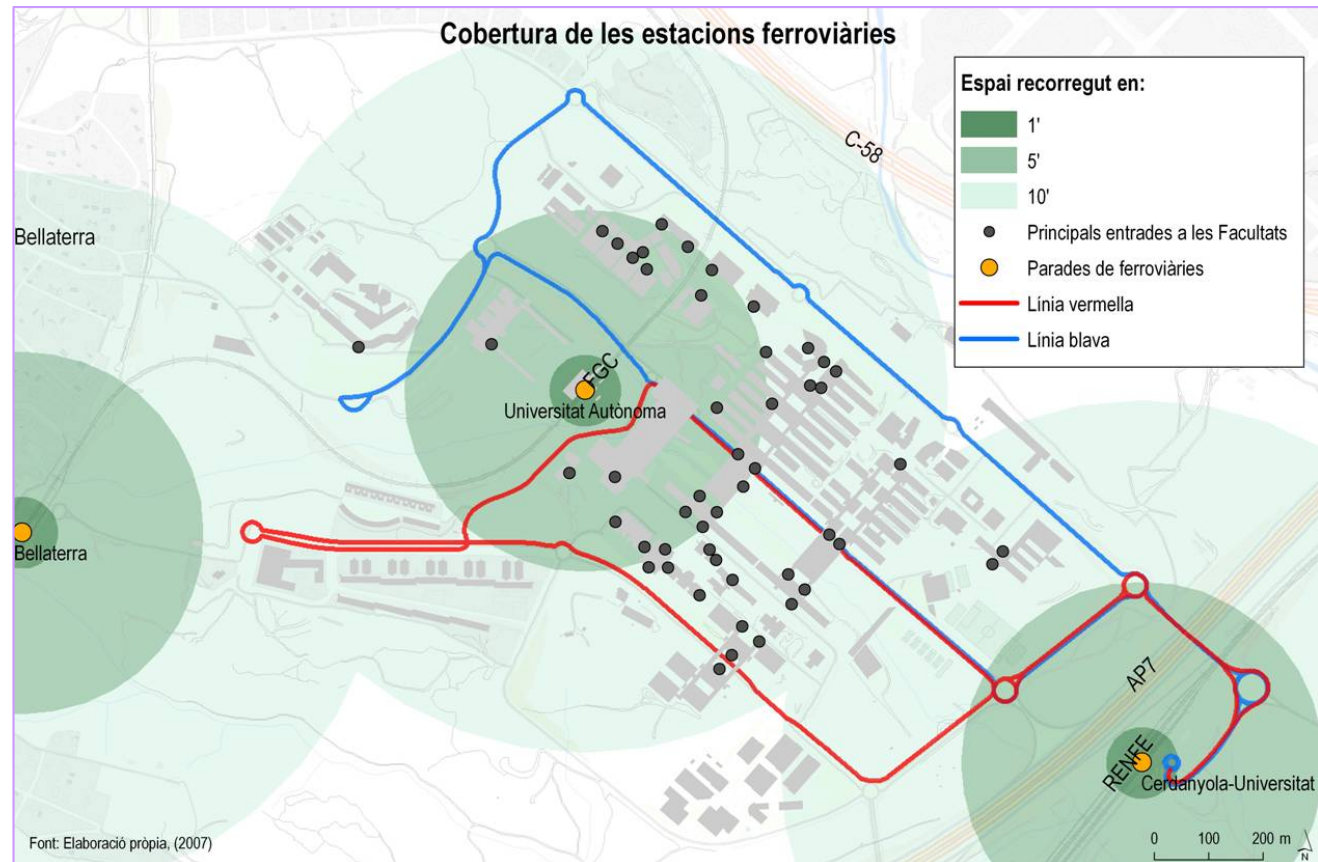 Cobertura de les estacions ferroviàries
Espai recorregut en:
1'
5'
10'
Principals entrades a les Facultats
Parades de ferroviàries
Línia vermella
Línia blava
C-58
Bellaterra
FGC
Universitat Autònoma
Bellaterra
AP7
RENFE
Cerdanyola-Universitat
Font: Elaboració pròpia, (2007)
0 100 200 m
N